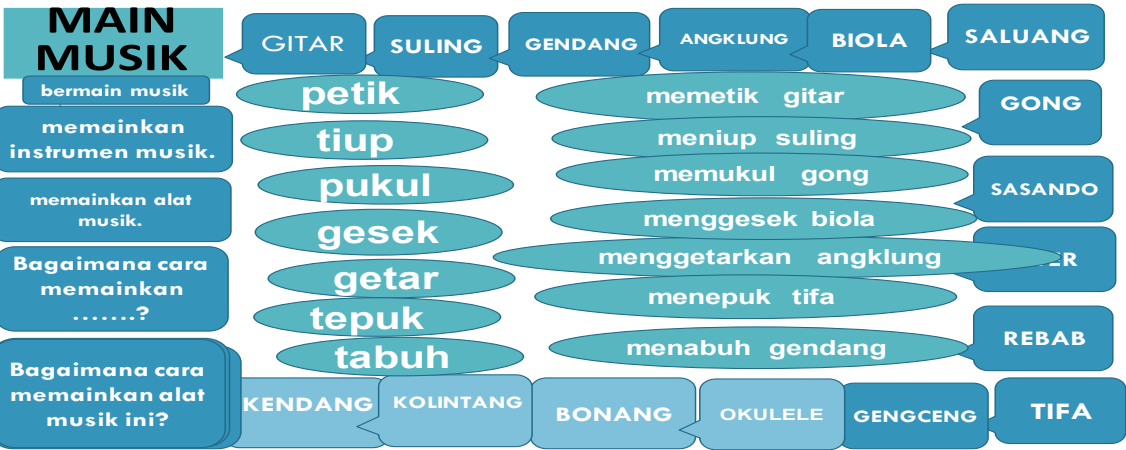 MAIN
MUSIK
GITAR
SULING
GENDANG
ANGKLUNG
BIOLA
SALUANG
bermain musik
memainkan
instrumen musik.
memainkan alat
musik.
Bagaimana cara
memainkan
.......?
Bagaimana cara
memainkan alat
musik ini?
petik
tiup
pukul
gesek
getar
tepuk
tabuh
memetik gitar
meniup suling
memukul gong
menggesek biola
menggetarkan angklung
menepuk tifa
menabuh gendang
GONG
SASANDO
REBAB
KENDANG
KOLINTANG
BONANG
OKULELE
GENGCENG
TIFA